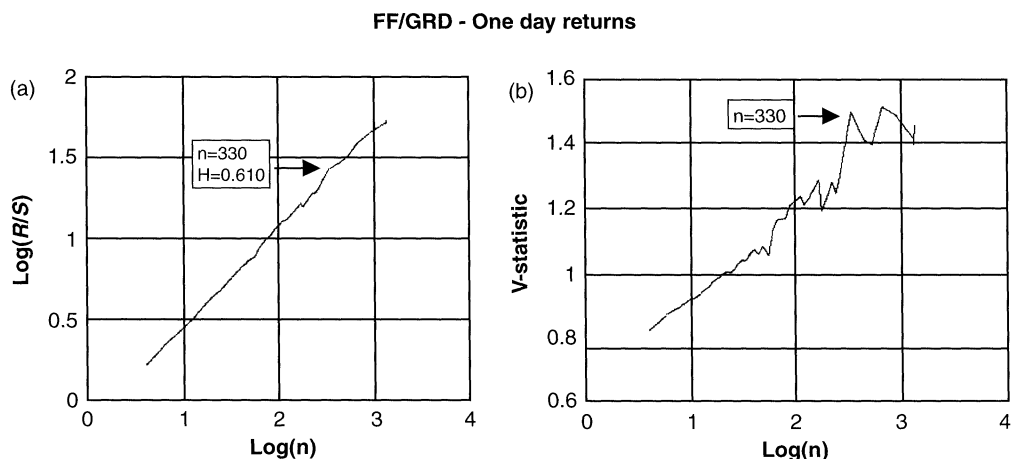 FF/GRD - One day returns
(a)
2
1.5
1
0.5
0
Log(R/S)
n=330
H=0.610
0 1 2 3 4
Log(n)
(b)
1.6
1.4
1.2
1
0.8
0.6
V-statistic
n=330
0 1 2 3 4
Log(n)